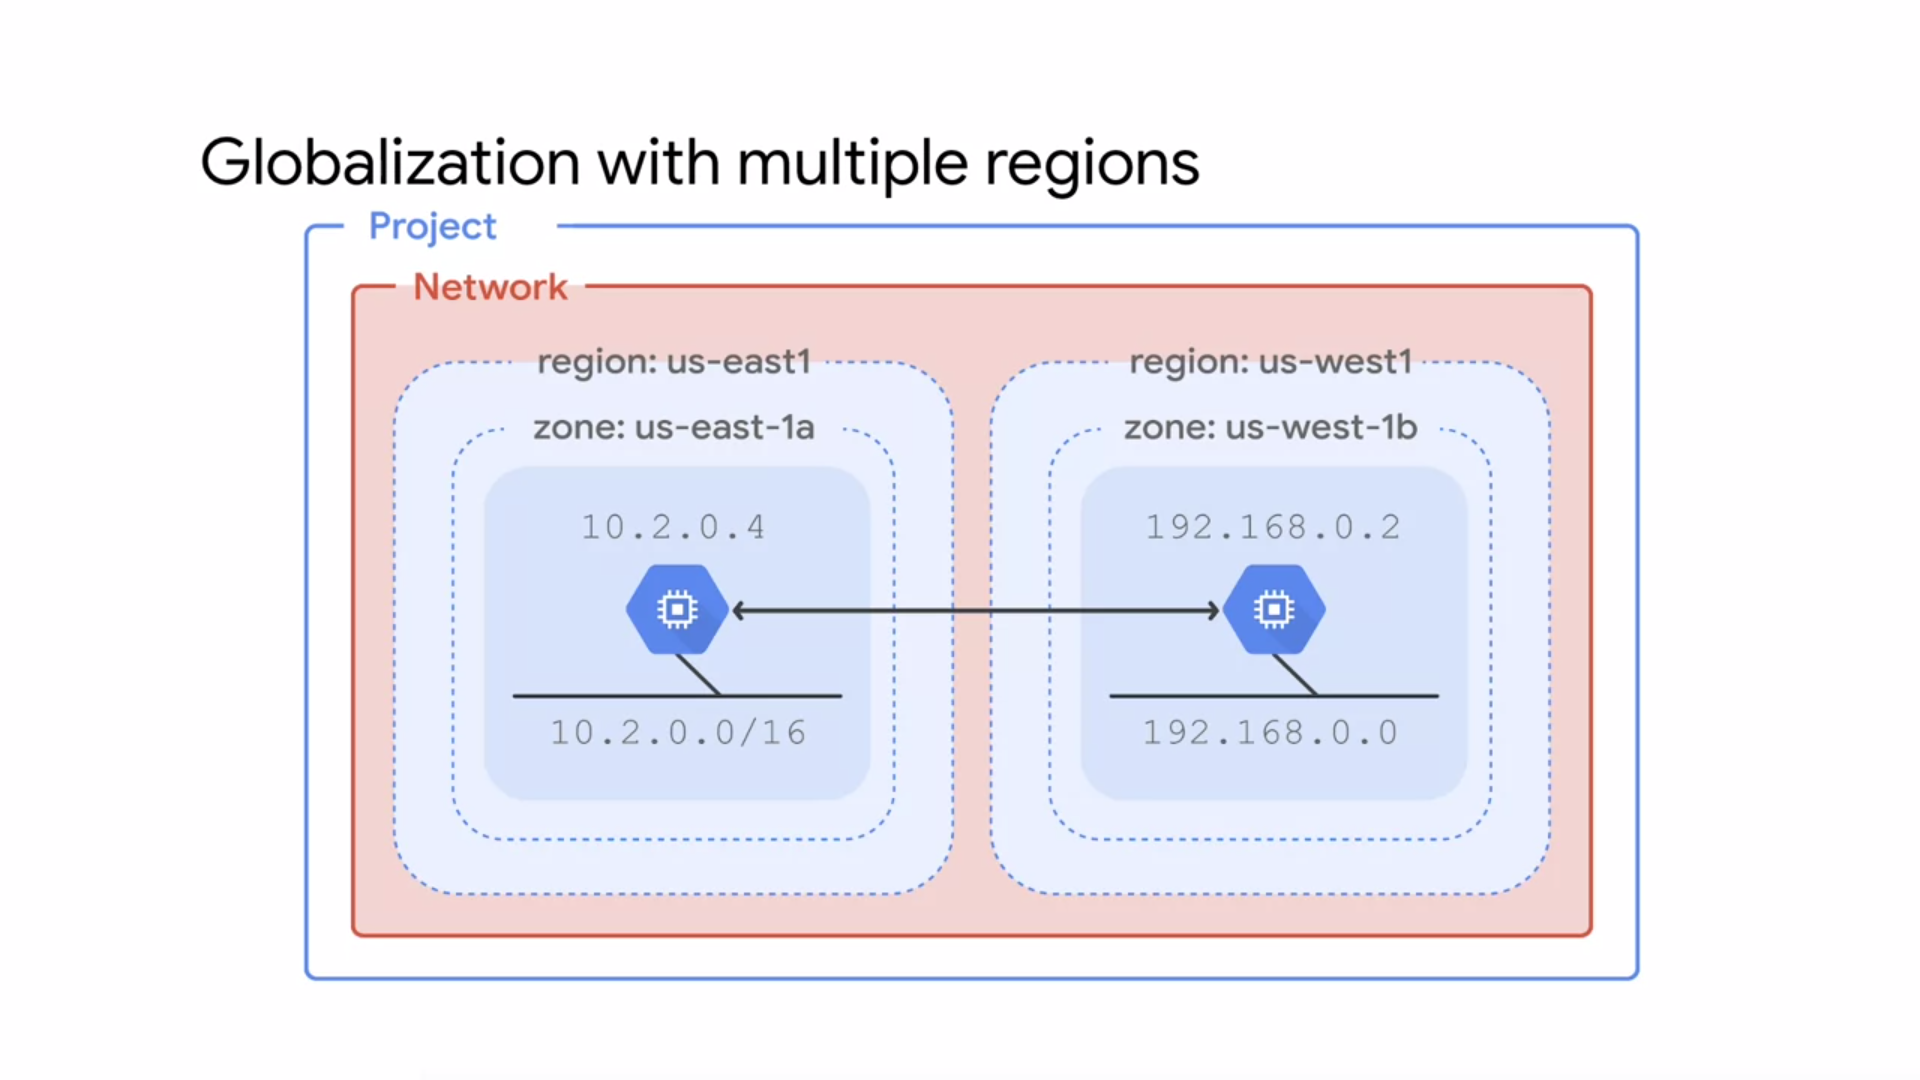 Globalization with multiple regions
Project
Network
region: us-east1
zone: us-east-1a
10.2.0.4
10.2.0.0/16
region: us-west1
zone: us-west-1b
192.168.0.2
192.168.0.0